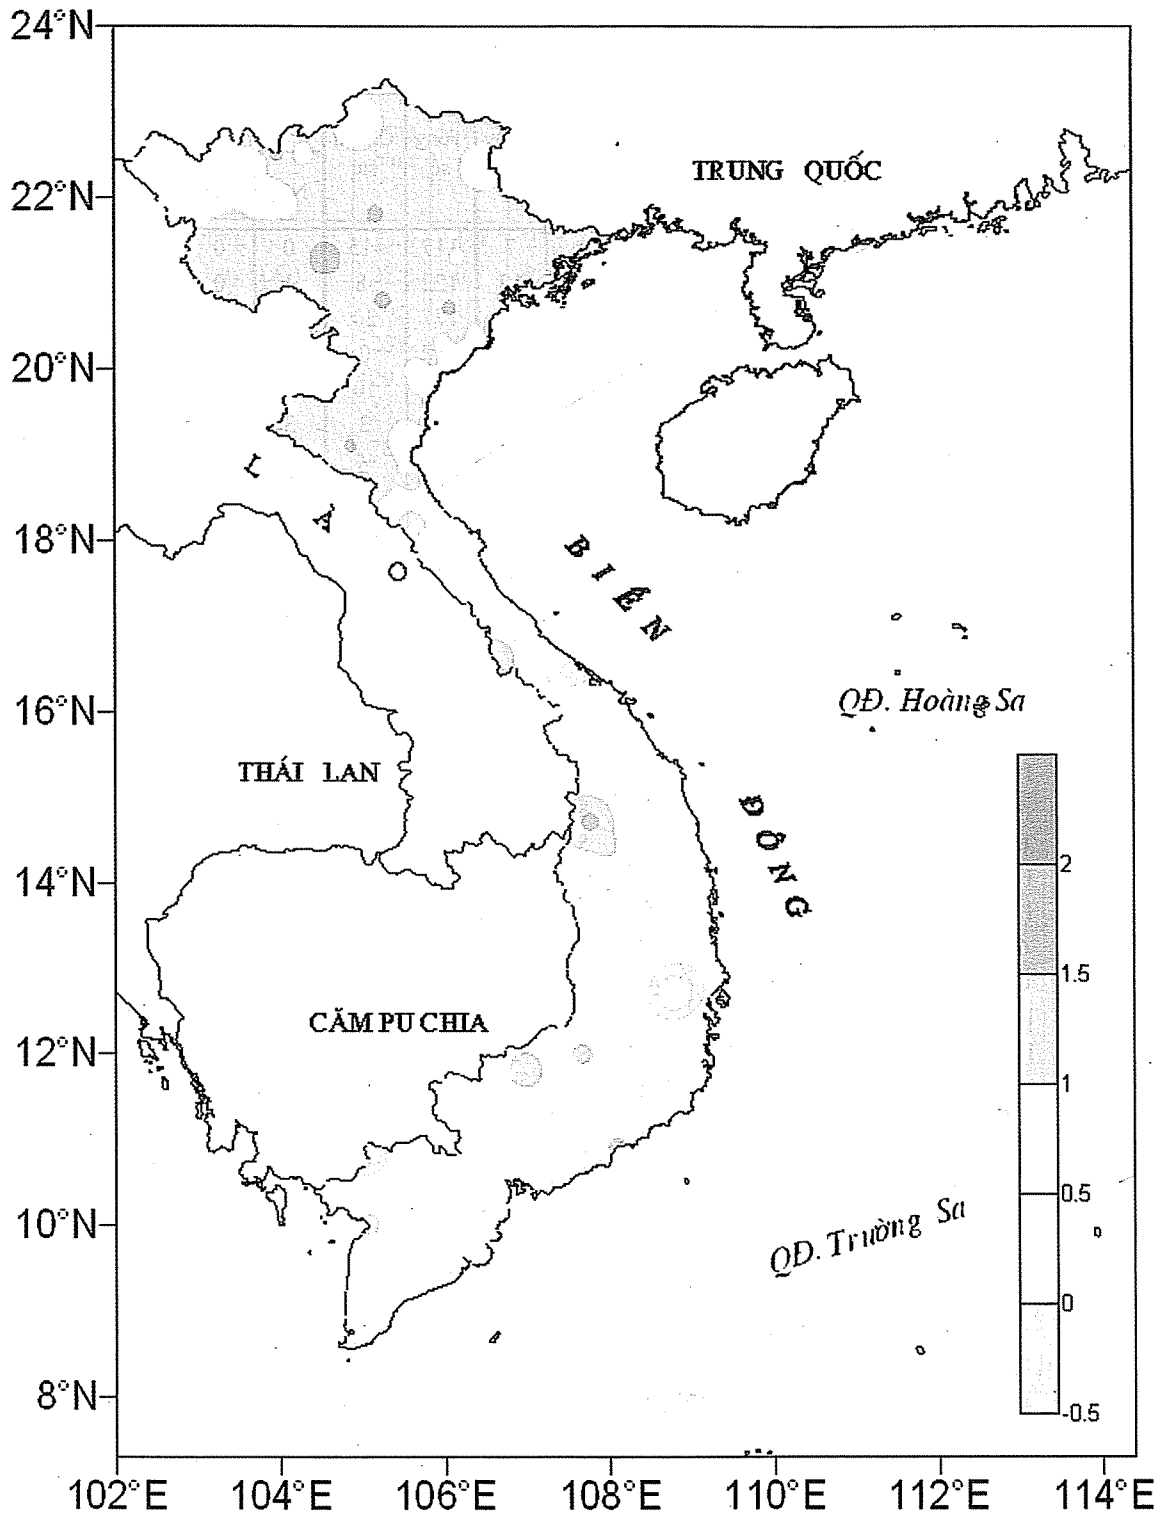 24°N
22°N
20°N
18°N
16°N
14°N
12°N
10°N
8°N
TRUNG QUỐC
L A O
BIỂN ĐÔNG
QĐ. Hoàng Sa
THÁI LAN
CĂM PU CHIA
QĐ. Trường Sa
2
1.5
1
0.5
0
-0.5
102°E 104°E 106°E 108°E 110°E 112°E 114°E